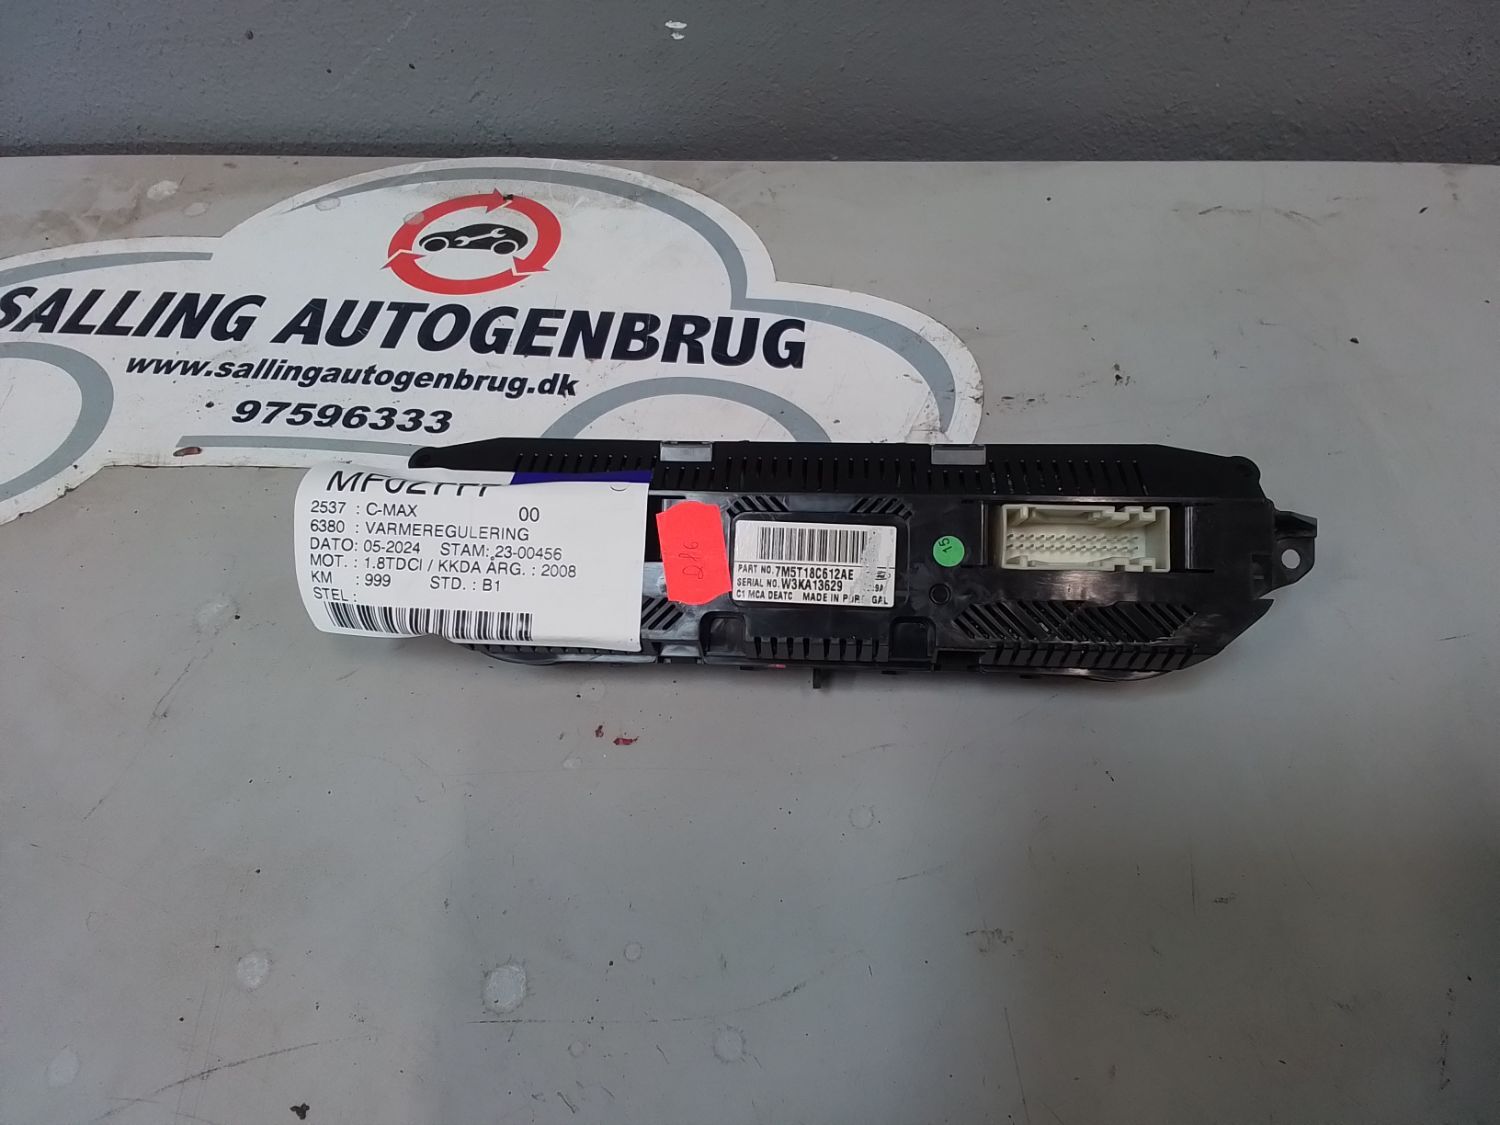 SALLING AUTOGENBRUG
www.sallingautogenbrug.dk
97596333
2537 : C-MAX 00
6380 : VARMEREGULERING
DATO: 05-2024 STAM: 23-00456
MOT. : 1.8TDCI / KKDA ÅRG. : 2008
KM : 999 STD. : B1
STEL :
PART NO. 7M5T18C612AE
SERIAL NO. W3KA13629
C1 MCA DEATC MADE IN PORTUGAL
15